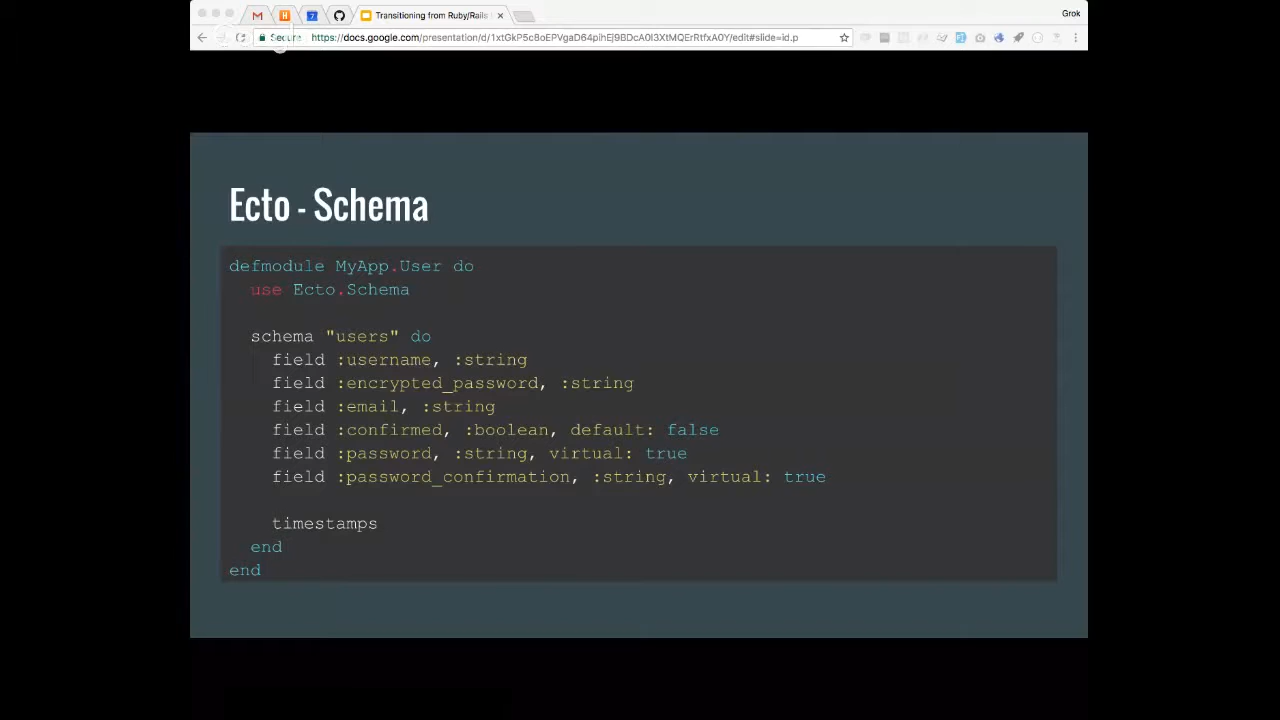 Transitioning from Ruby/Rails
Grok
Secure
https://docs.google.com/presentation/d/1xtGkP5c8oEPVgaD64pihEj9BDcA0I3XtMQErRtfxA0Y/edit#slide=id.p
Ecto - Schema
defmodule MyApp.User do
use Ecto.Schema
schema "users" do
field :username, :string
field :encrypted_password, :string
field :email, :string
field :confirmed, :boolean, default: false
field :password, :string, virtual: true
field :password_confirmation, :string, virtual: true
timestamps
end
end